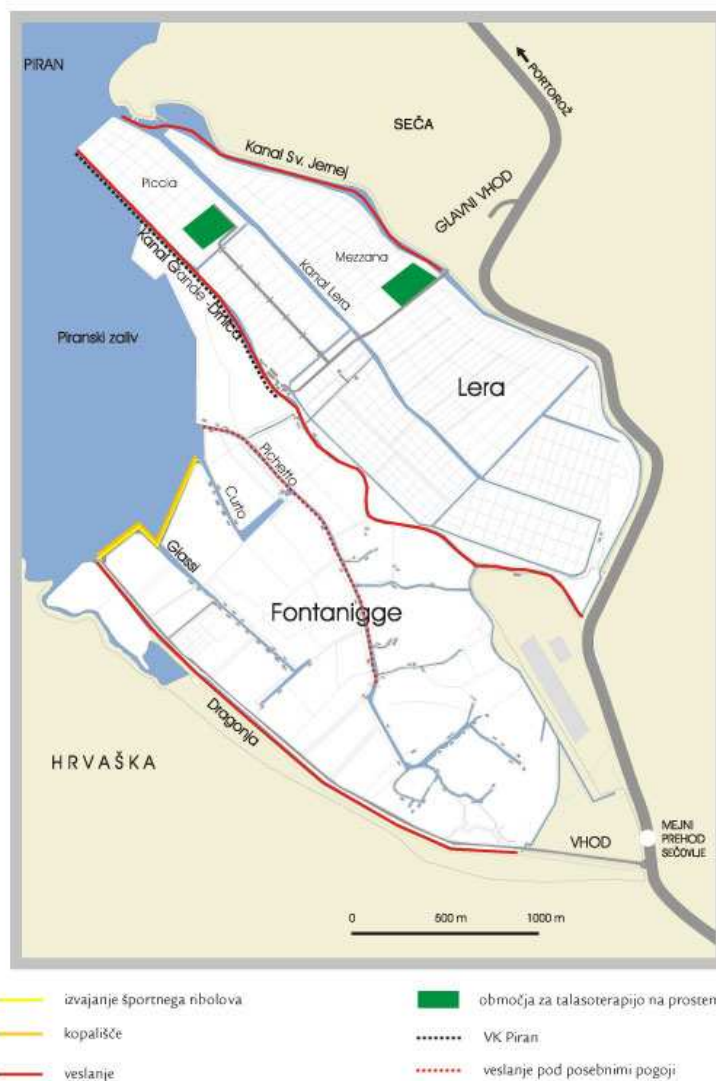 PIRAN
PORTOROŽ
SEČA
Kanal Sv. Jernej
GLAVNI VHOD
Piccia
Mezzana
Kanal Lera
Kanal Grande - Drnica
Piranski zaliv
Lera
Pichetto
Curto
Glassi
Fontanigge
Dragonja
HRVAŠKA
VHOD
MEJNI
PREHOD
SEČOVLJE
0 500 m 1000 m
izvajanje športnega ribolova
območja za talasoterapijo na prostem
kopališče
VK Piran
veslanje
veslanje pod posebnimi pogoji